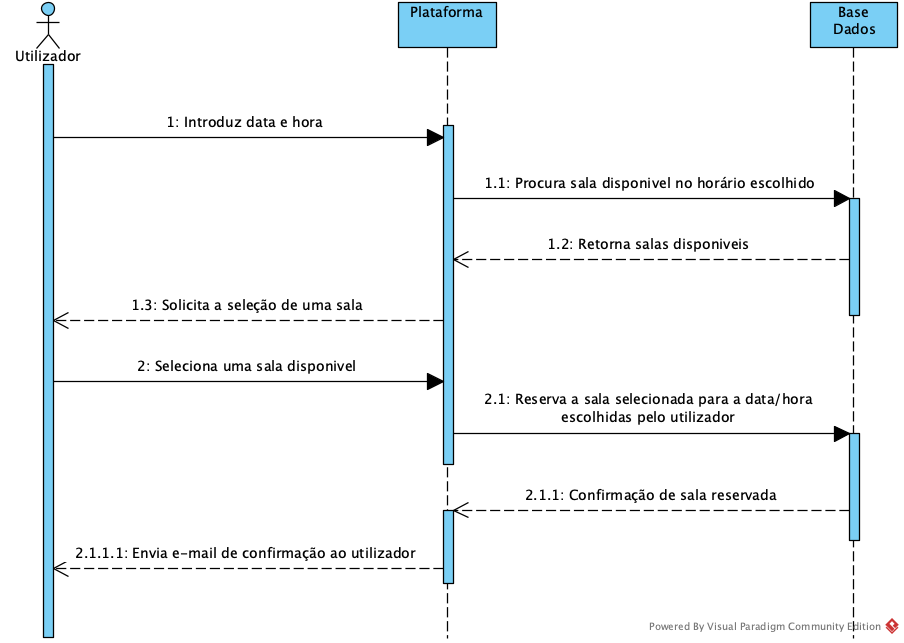 Plataforma
Base
Dados
Utilizador
1: Introduz data e hora
1.1: Procura sala disponivel no horário escolhido
1.2: Retorna salas disponiveis
1.3: Solicita a seleção de uma sala
2: Seleciona uma sala disponivel
2.1: Reserva a sala selecionada para a data/hora
escolhidas pelo utilizador
2.1.1: Confirmação de sala reservada
2.1.1.1: Envia e-mail de confirmação ao utilizador
Powered By Visual Paradigm Community Edition